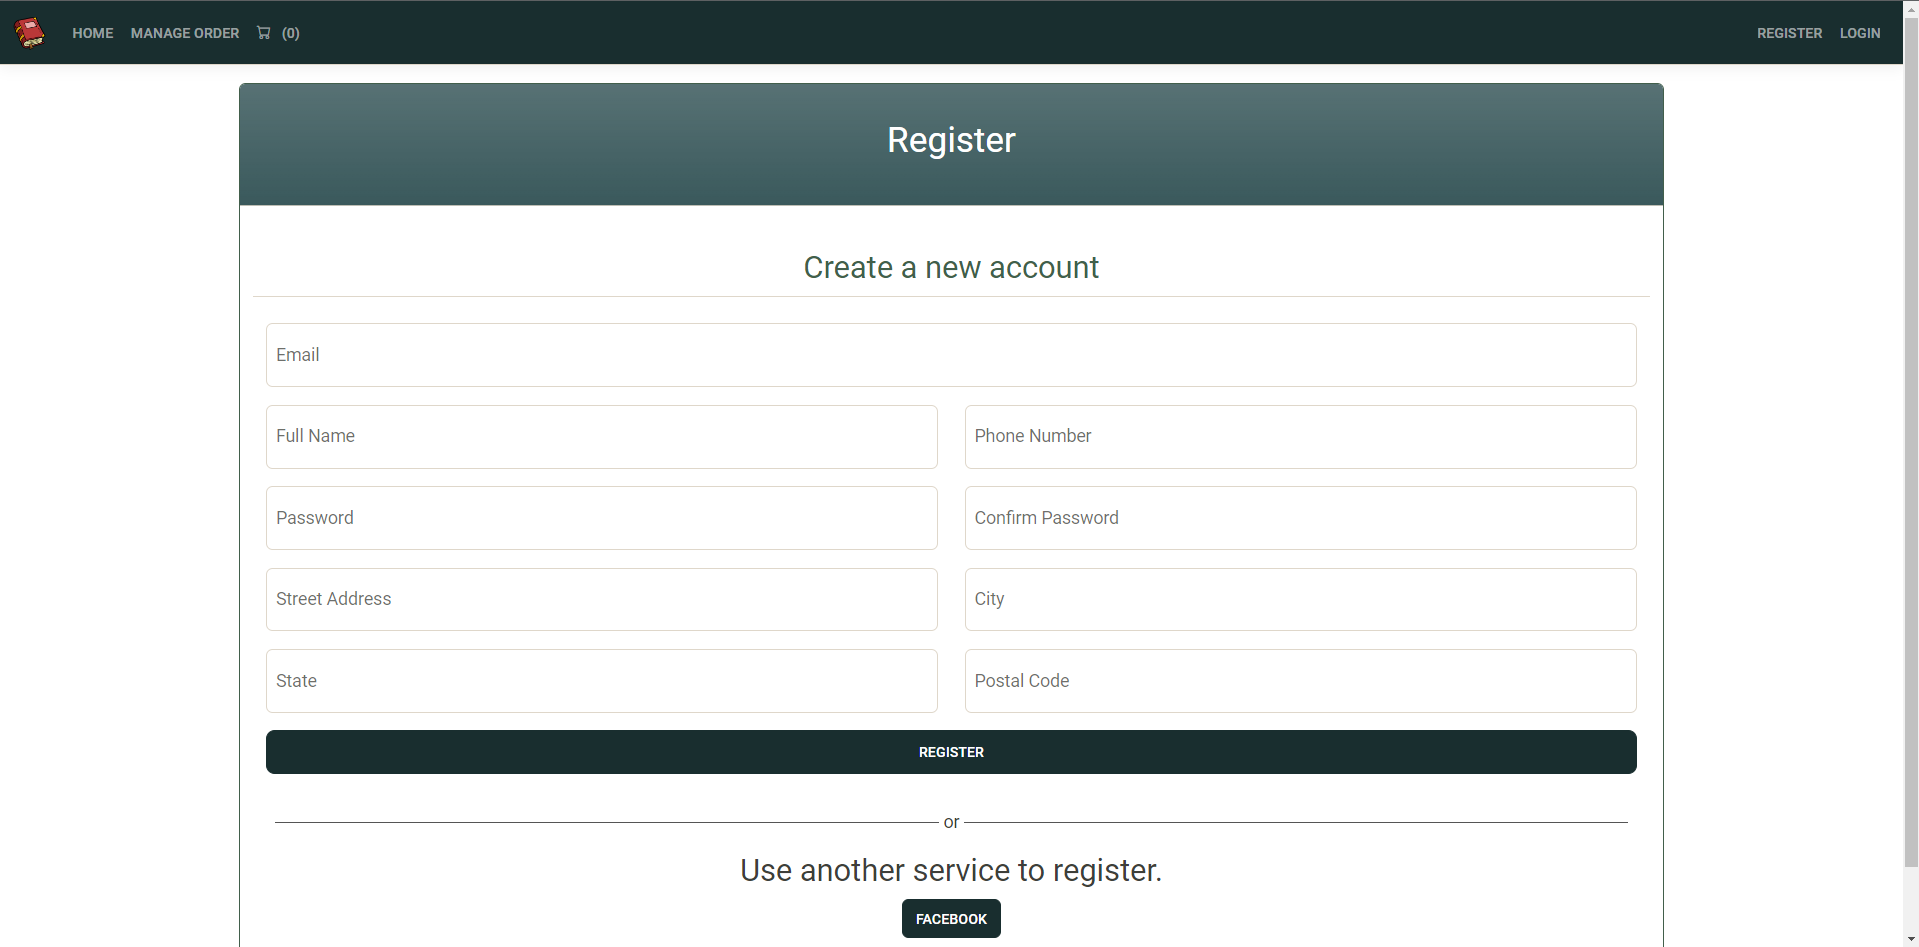 HOME MANAGE ORDER (0) REGISTER LOGIN
Register
Create a new account
Email
Full Name Phone Number
Password Confirm Password
Street Address City
State Postal Code
REGISTER
or
Use another service to register.
FACEBOOK